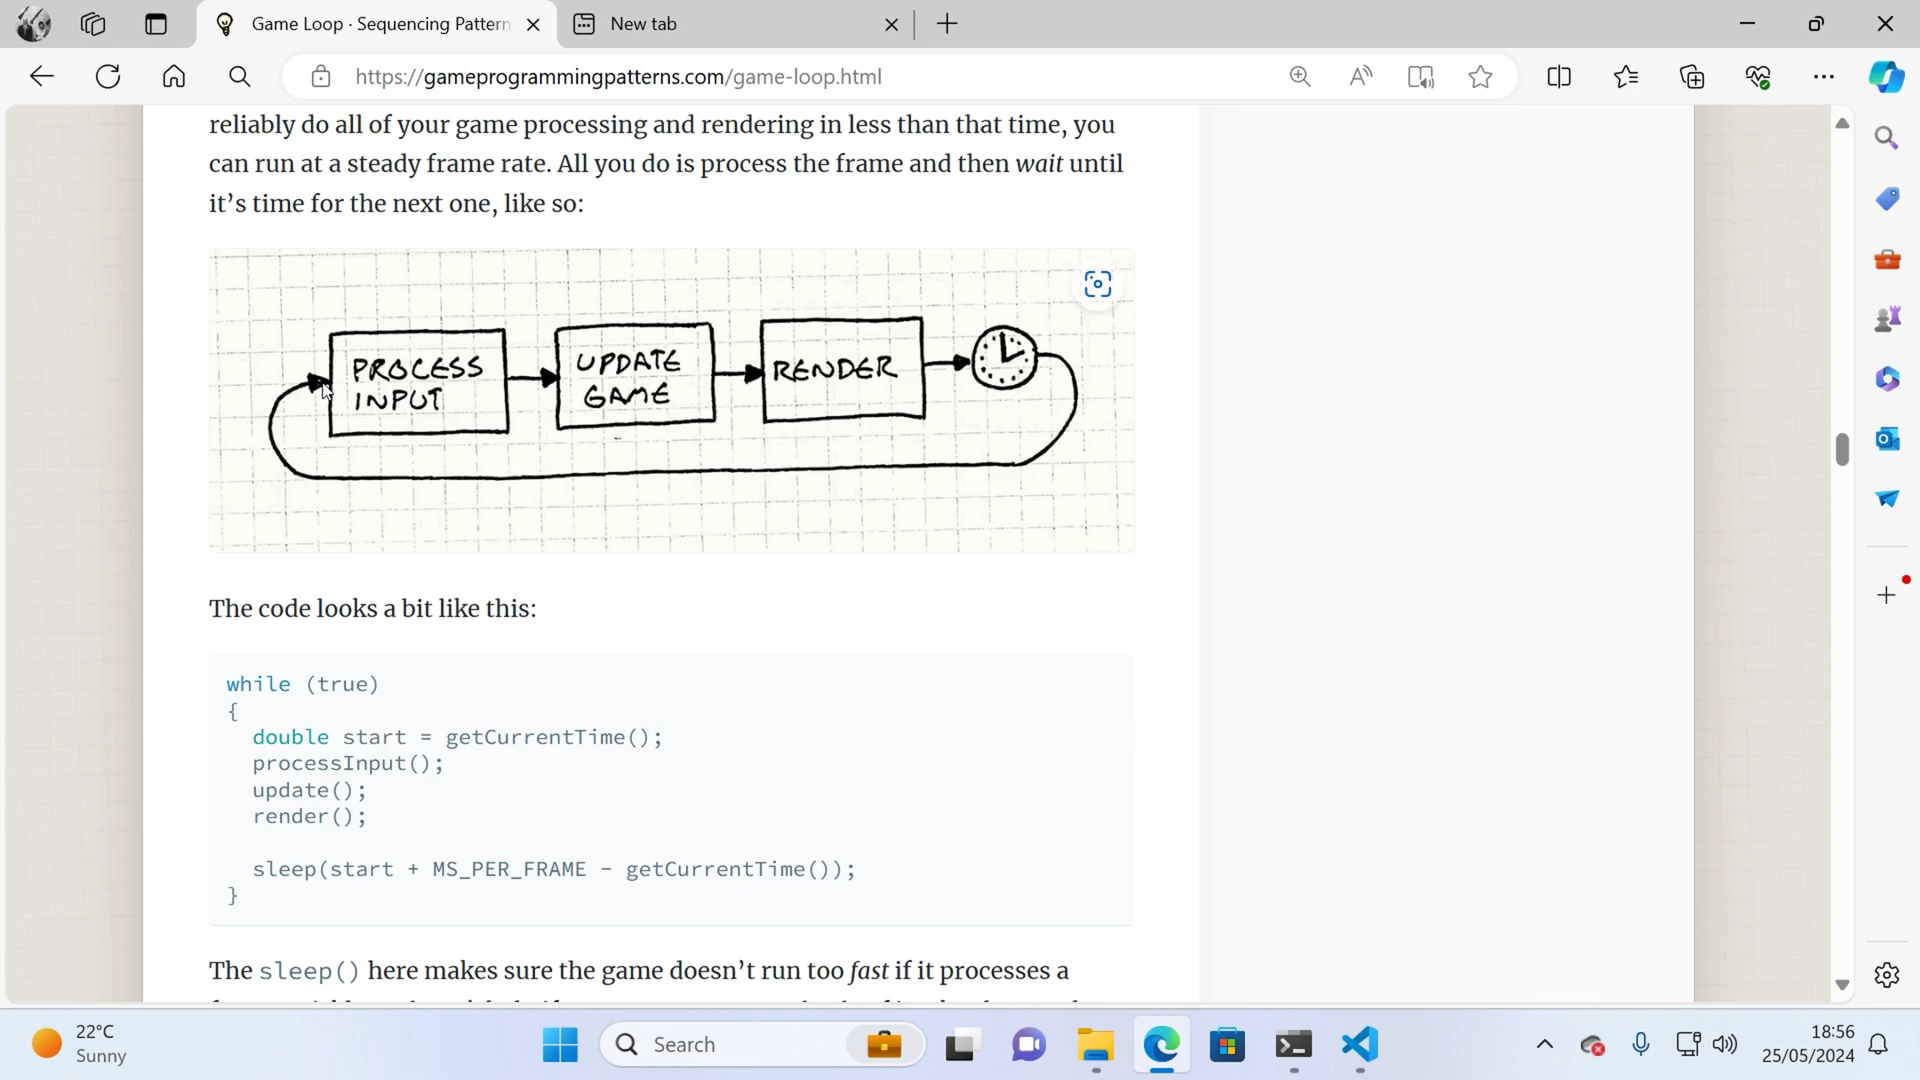 Game Loop · Sequencing Pattern
New tab
https://gameprogrammingpatterns.com/game-loop.html
reliably do all of your game processing and rendering in less than that time, you
can run at a steady frame rate. All you do is process the frame and then wait until
it’s time for the next one, like so:
PROCESS
INPUT
UPDATE
GAME
RENDER
The code looks a bit like this:
while (true)
{
double start = getCurrentTime();
processInput();
update();
render();
sleep(start + MS_PER_FRAME - getCurrentTime());
}
The sleep() here makes sure the game doesn’t run too fast if it processes a
22°C
Sunny
Search
18:56
25/05/2024